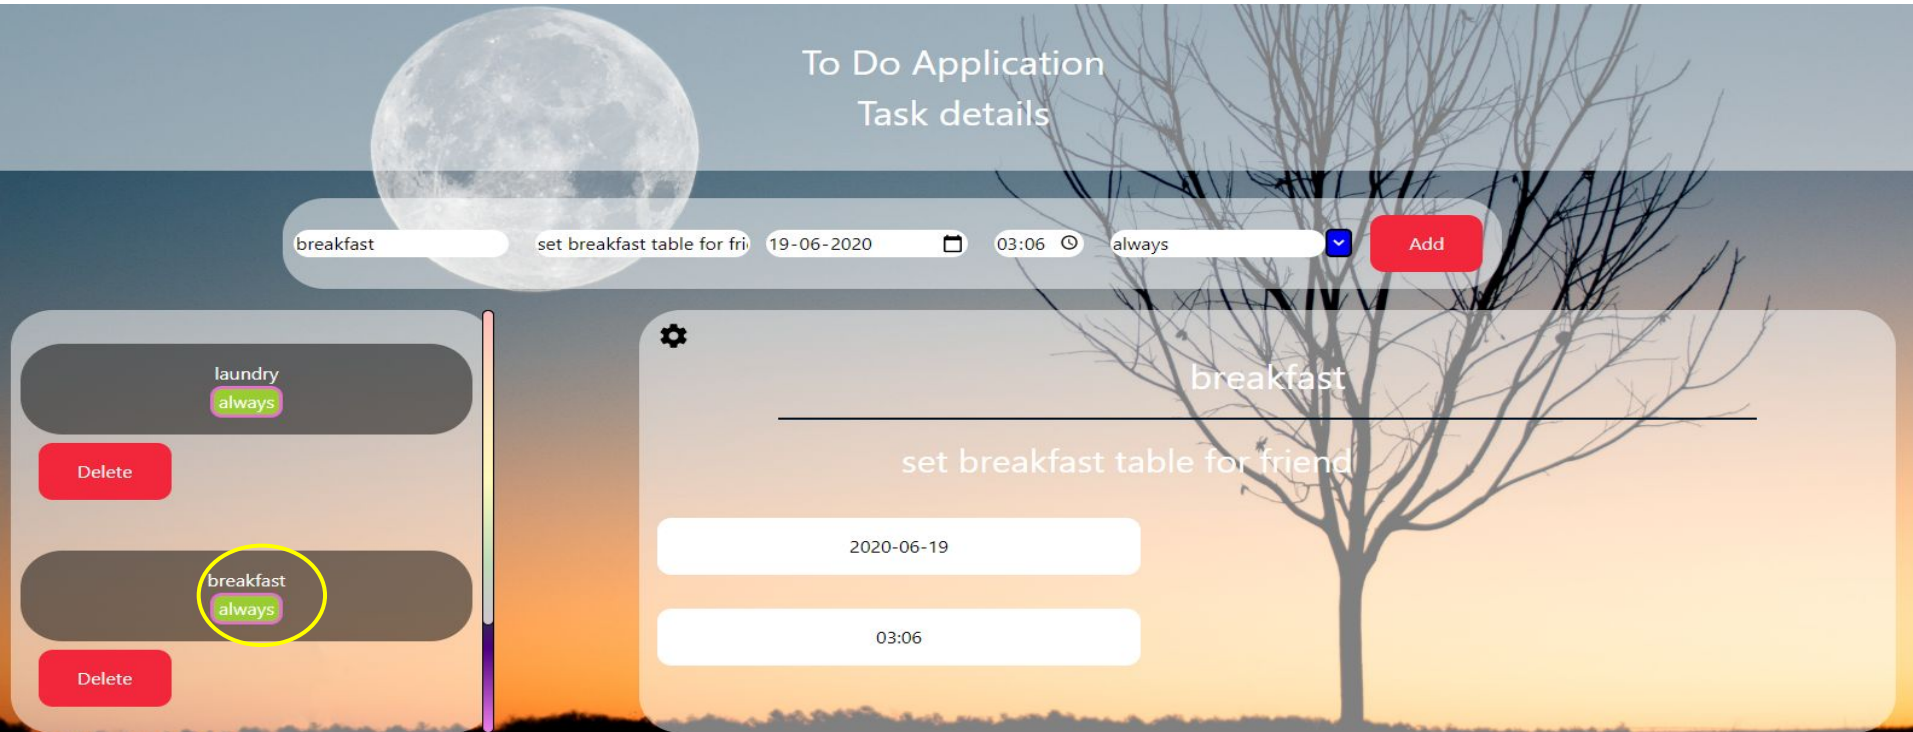 To Do Application
Task details
breakfast
set breakfast table for fri
19-06-2020
03:06
always
Add
laundry
always
Delete
breakfast
always
Delete
breakfast
set breakfast table for friend
2020-06-19
03:06